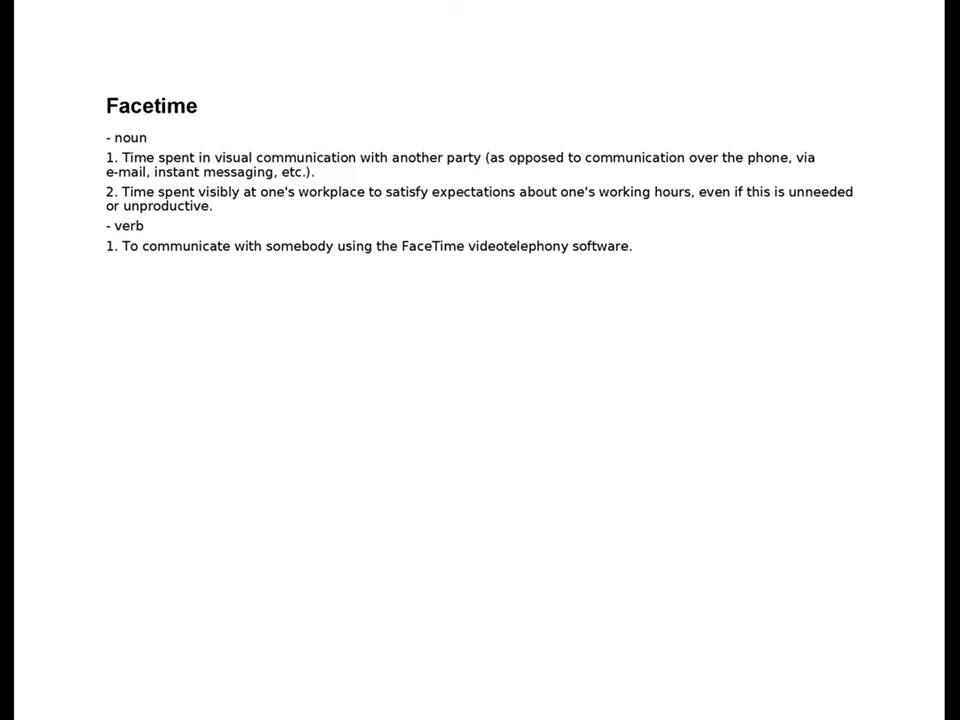 Facetime
- noun
1. Time spent in visual communication with another party (as opposed to communication over the phone, via
e-mail, instant messaging, etc.).
2. Time spent visibly at one's workplace to satisfy expectations about one's working hours, even if this is unneeded
or unproductive.
- verb
1. To communicate with somebody using the FaceTime videotelephony software.